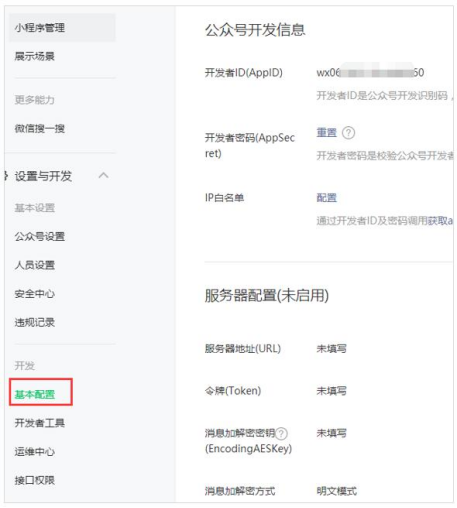 小程序管理
展示场景
更多能力
微信搜一搜
设置与开发
基本设置
公众号设置
人员设置
安全中心
违规记录
开发
基本配置
开发者工具
运维中心
接口权限
公众号开发信息
开发者ID(AppID)
wx06 50
开发者ID是公众号开发识别码，
开发者密码(AppSec
ret)
重置 ?
开发者密码是校验公众号开发者
IP白名单
配置
通过开发者ID及密码调用获取a
服务器配置(未启用)
服务器地址(URL)
未填写
令牌(Token)
未填写
消息加解密密钥?
(EncodingAESKey)
未填写
消息加解密方式
明文模式